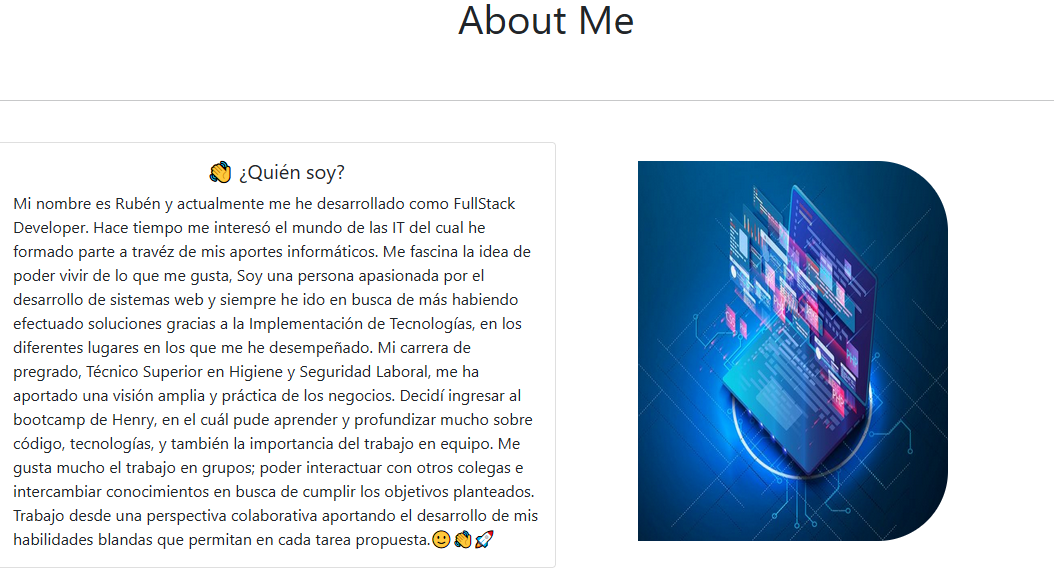 About Me
👏 ¿Quién soy?
Mi nombre es Rubén y actualmente me he desarrollado como FullStack
Developer. Hace tiempo me interesó el mundo de las IT del cual he
formado parte a travéz de mis aportes informáticos. Me fascina la idea de
poder vivir de lo que me gusta, Soy una persona apasionada por el
desarrollo de sistemas web y siempre he ido en busca de más habiendo
efectuado soluciones gracias a la Implementación de Tecnologías, en los
diferentes lugares en los que me he desempeñado. Mi carrera de
pregrado, Técnico Superior en Higiene y Seguridad Laboral, me ha
aportado una visión amplia y práctica de los negocios. Decidí ingresar al
bootcamp de Henry, en el cuál pude aprender y profundizar mucho sobre
código, tecnologías, y también la importancia del trabajo en equipo. Me
gusta mucho el trabajo en grupos; poder interactuar con otros colegas e
intercambiar conocimientos en busca de cumplir los objetivos planteados.
Trabajo desde una perspectiva colaborativa aportando el desarrollo de mis
habilidades blandas que permitan en cada tarea propuesta.🙂👏🚀
PHP
PHP